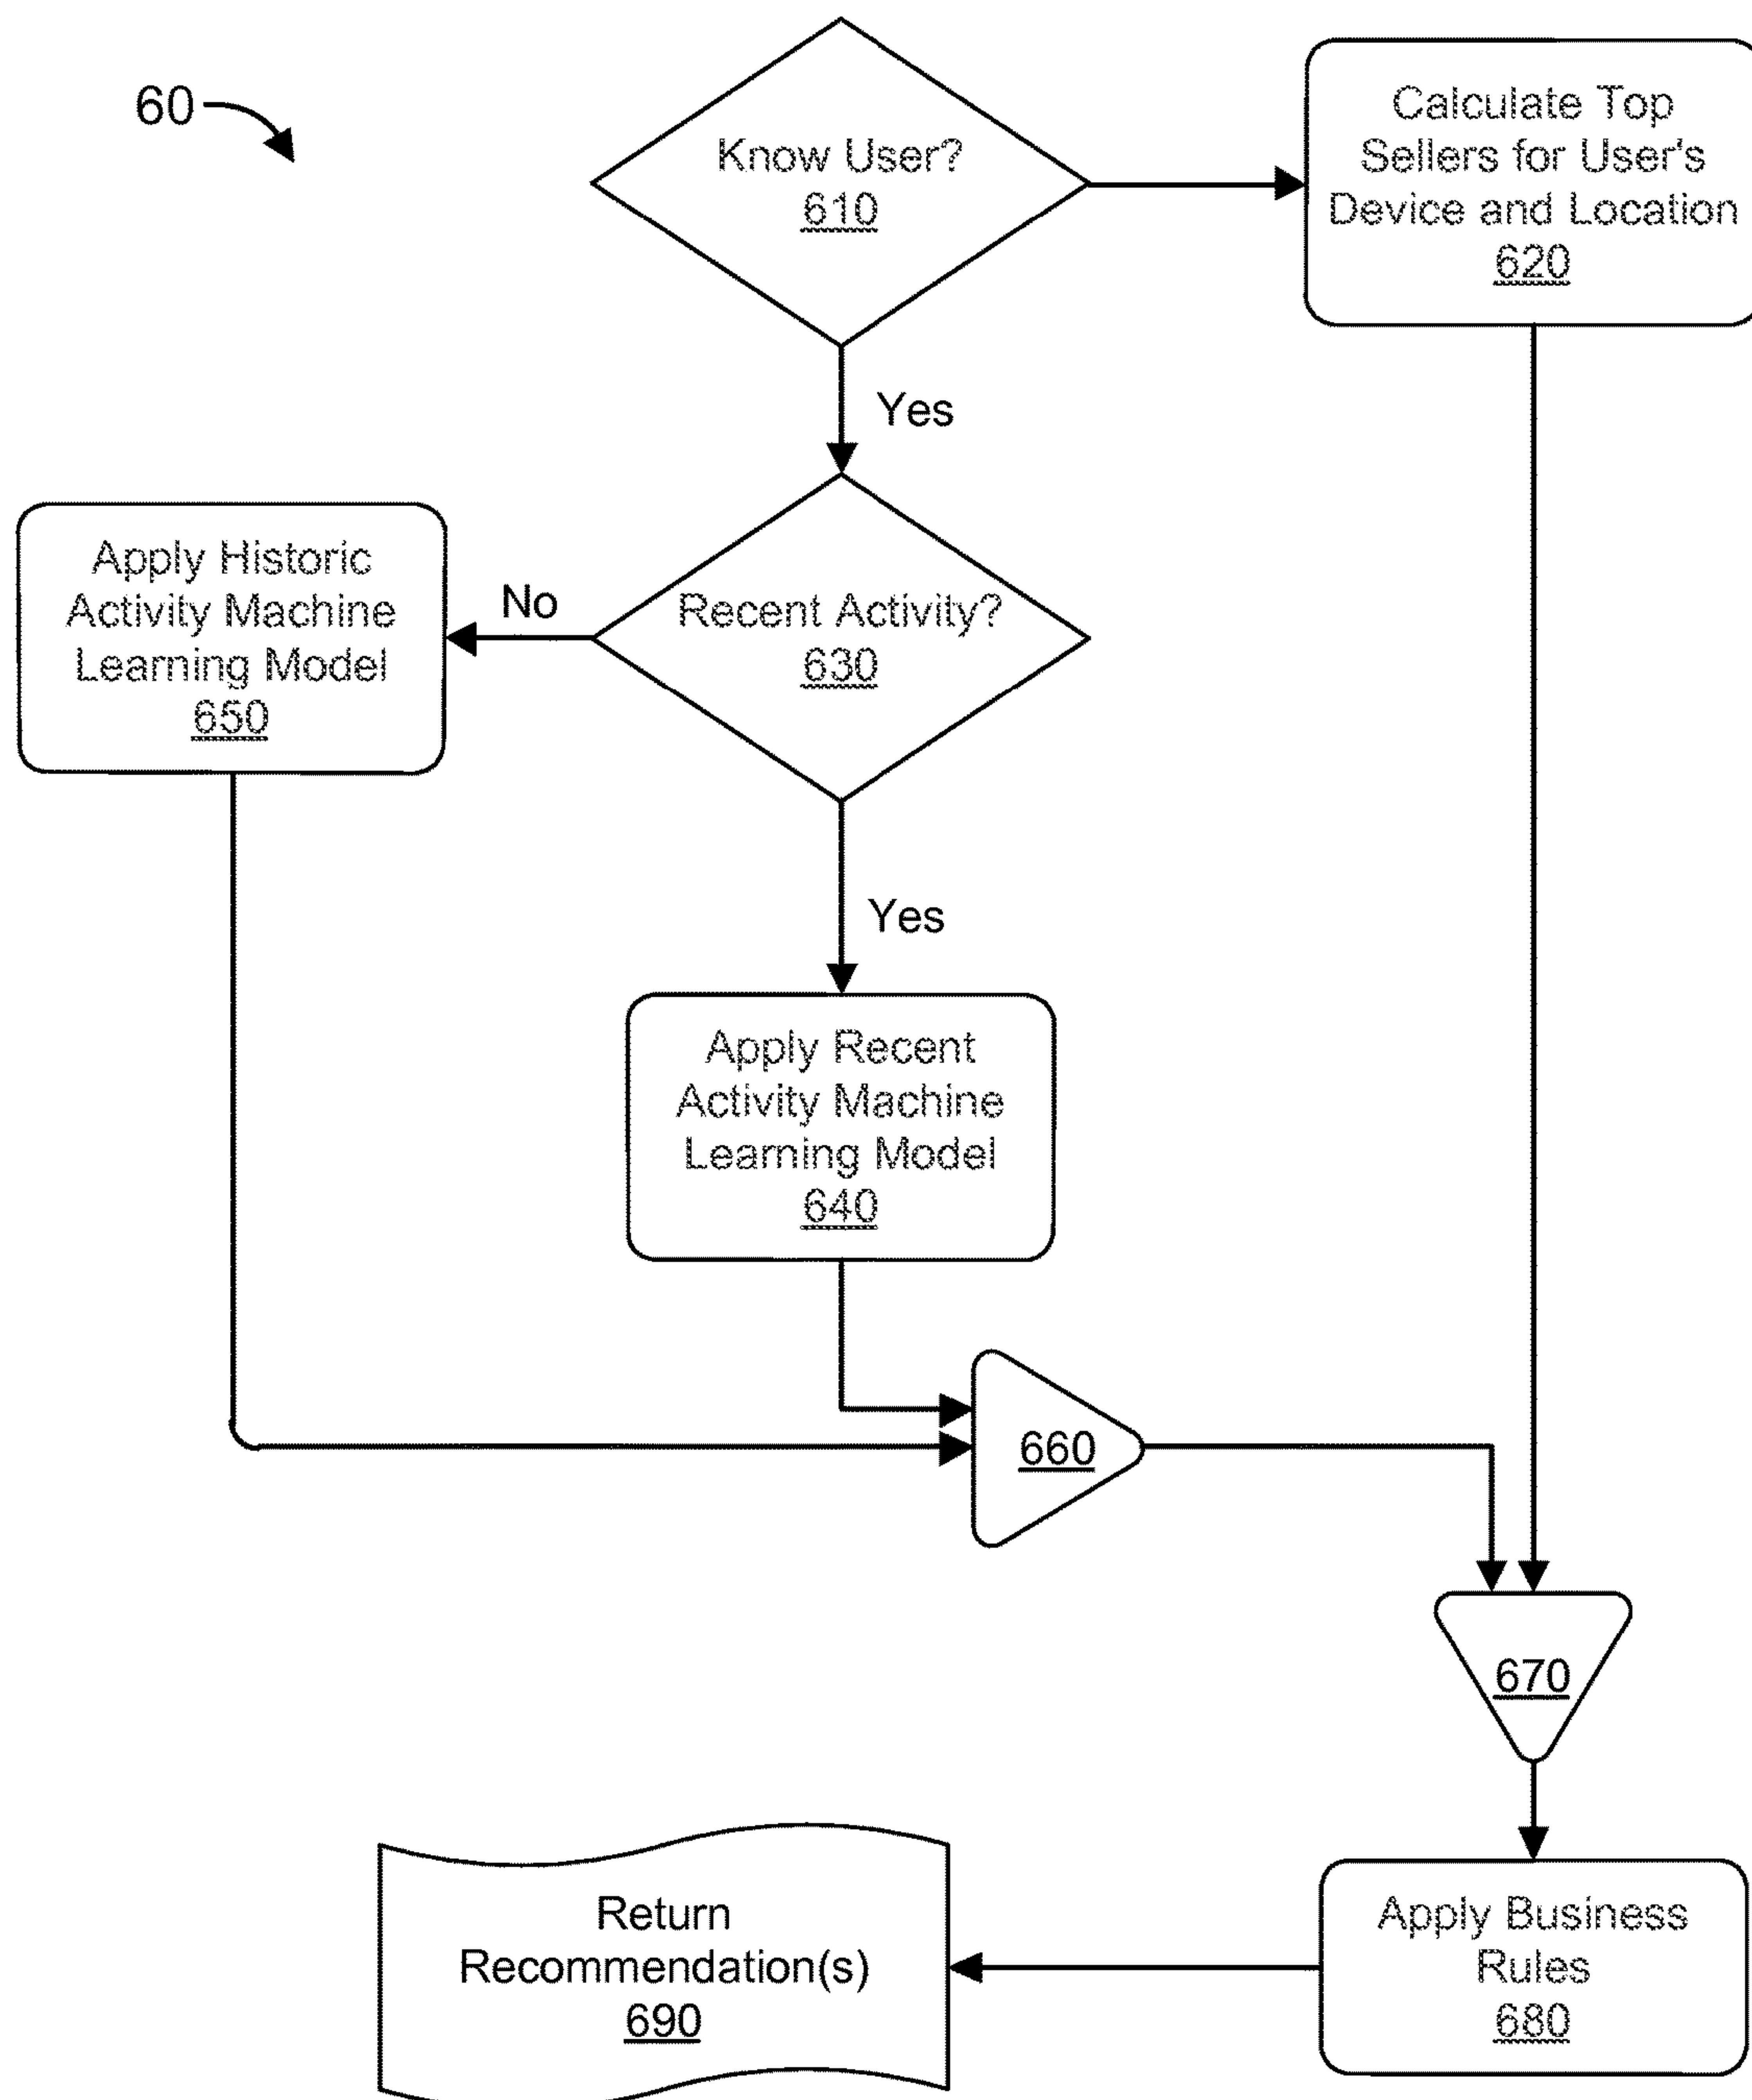 60
Know User?
610
Calculate Top
Sellers for User's
Device and Location
620
Yes
Apply Historic
Activity Machine
Learning Model
650
No
Recent Activity?
630
Yes
Apply Recent
Activity Machine
Learning Model
640
660
670
Return
Recommendation(s)
690
Apply Business
Rules
680